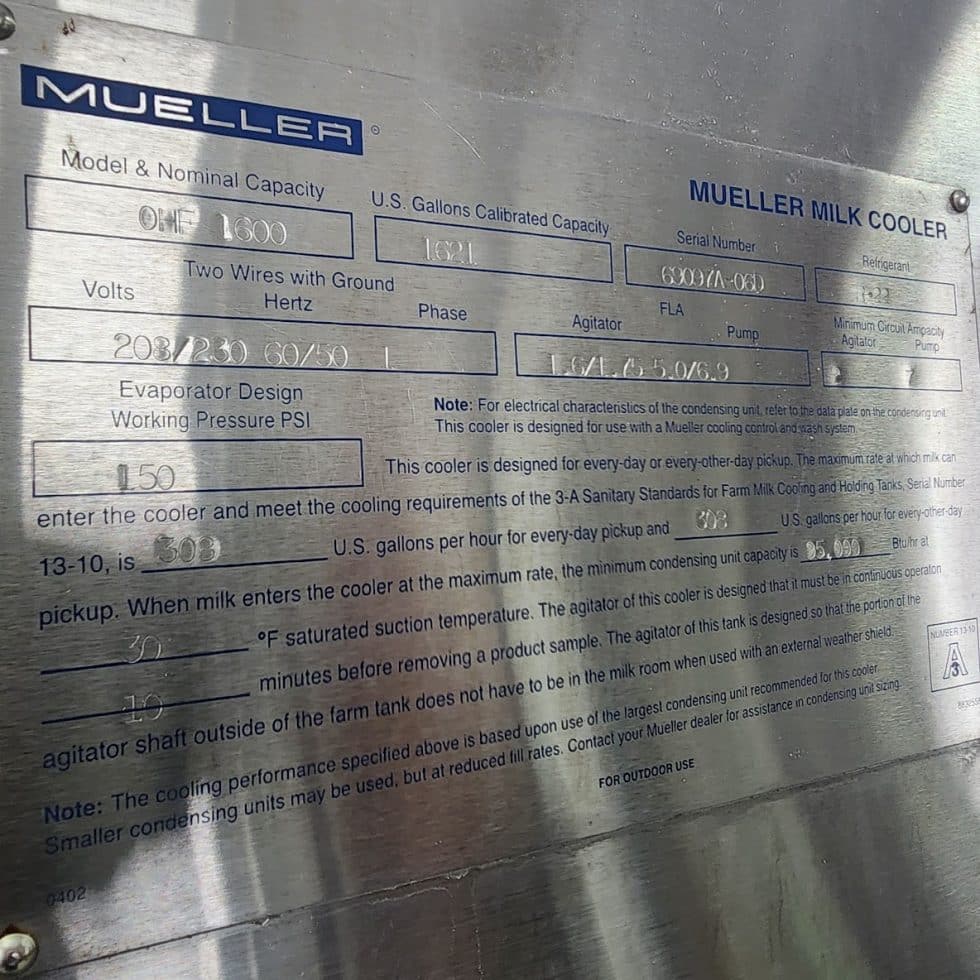 MUELLER®
MUELLER MILK COOLER
Model & Nominal Capacity
U.S. Gallons Calibrated Capacity
Serial Number
Refrigerant
OHF 1600
1621
R-22
Two Wires with Ground
Volts Hertz Phase
FLA
Agitator Pump
Minimum Circuit Ampacity
Agitator Pump
208/230 60/50 1
1.6/1.75 5.0/6.9
Evaporator Design
Working Pressure PSI
150
Note: For electrical characteristics of the condensing unit, refer to the data plate on the condensing unit.
This cooler is designed for use with a Mueller cooling control and wash system.
This cooler is designed for every-day or every-other-day pickup. The maximum rate at which milk can
enter the cooler and meet the cooling requirements of the 3-A Sanitary Standards for Farm Milk Cooling and Holding Tanks, Serial Number
13-10, is 308 U.S. gallons per hour for every-day pickup and 308 U.S. gallons per hour for every-other-day
pickup. When milk enters the cooler at the maximum rate, the minimum condensing unit capacity is Btu/hr at
30 °F saturated suction temperature. The agitator of this cooler is designed that it must be in continuous operation
10 minutes before removing a product sample. The agitator of this tank is designed so that the portion of the
agitator shaft outside of the farm tank does not have to be in the milk room when used with an external weather shield.
Note: The cooling performance specified above is based upon use of the largest condensing unit recommended for this cooler.
Smaller condensing units may be used, but at reduced fill rates. Contact your Mueller dealer for assistance in condensing unit sizing.
FOR OUTDOOR USE
NUMBER 13-10
A
3
0402